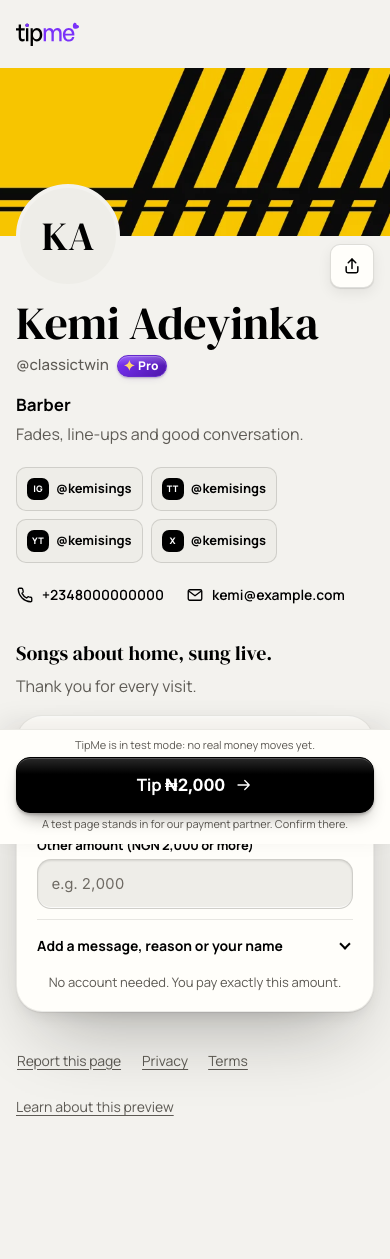 tipme
KA
Kemi Adeyinka
@classictwin ✦ Pro
Barber
Fades, line-ups and good conversation.
IG @kemisings TT @kemisings
YT @kemisings X @kemisings
+2348000000000 kemi@example.com
Songs about home, sung live.
Thank you for every visit.
TipMe is in test mode: no real money moves yet.
Tip ₦2,000 →
A test page stands in for our payment partner. Confirm there.
Other amount (NGN 2,000 or more)
e.g. 2,000
Add a message, reason or your name
No account needed. You pay exactly this amount.
Report this page Privacy Terms
Learn about this preview